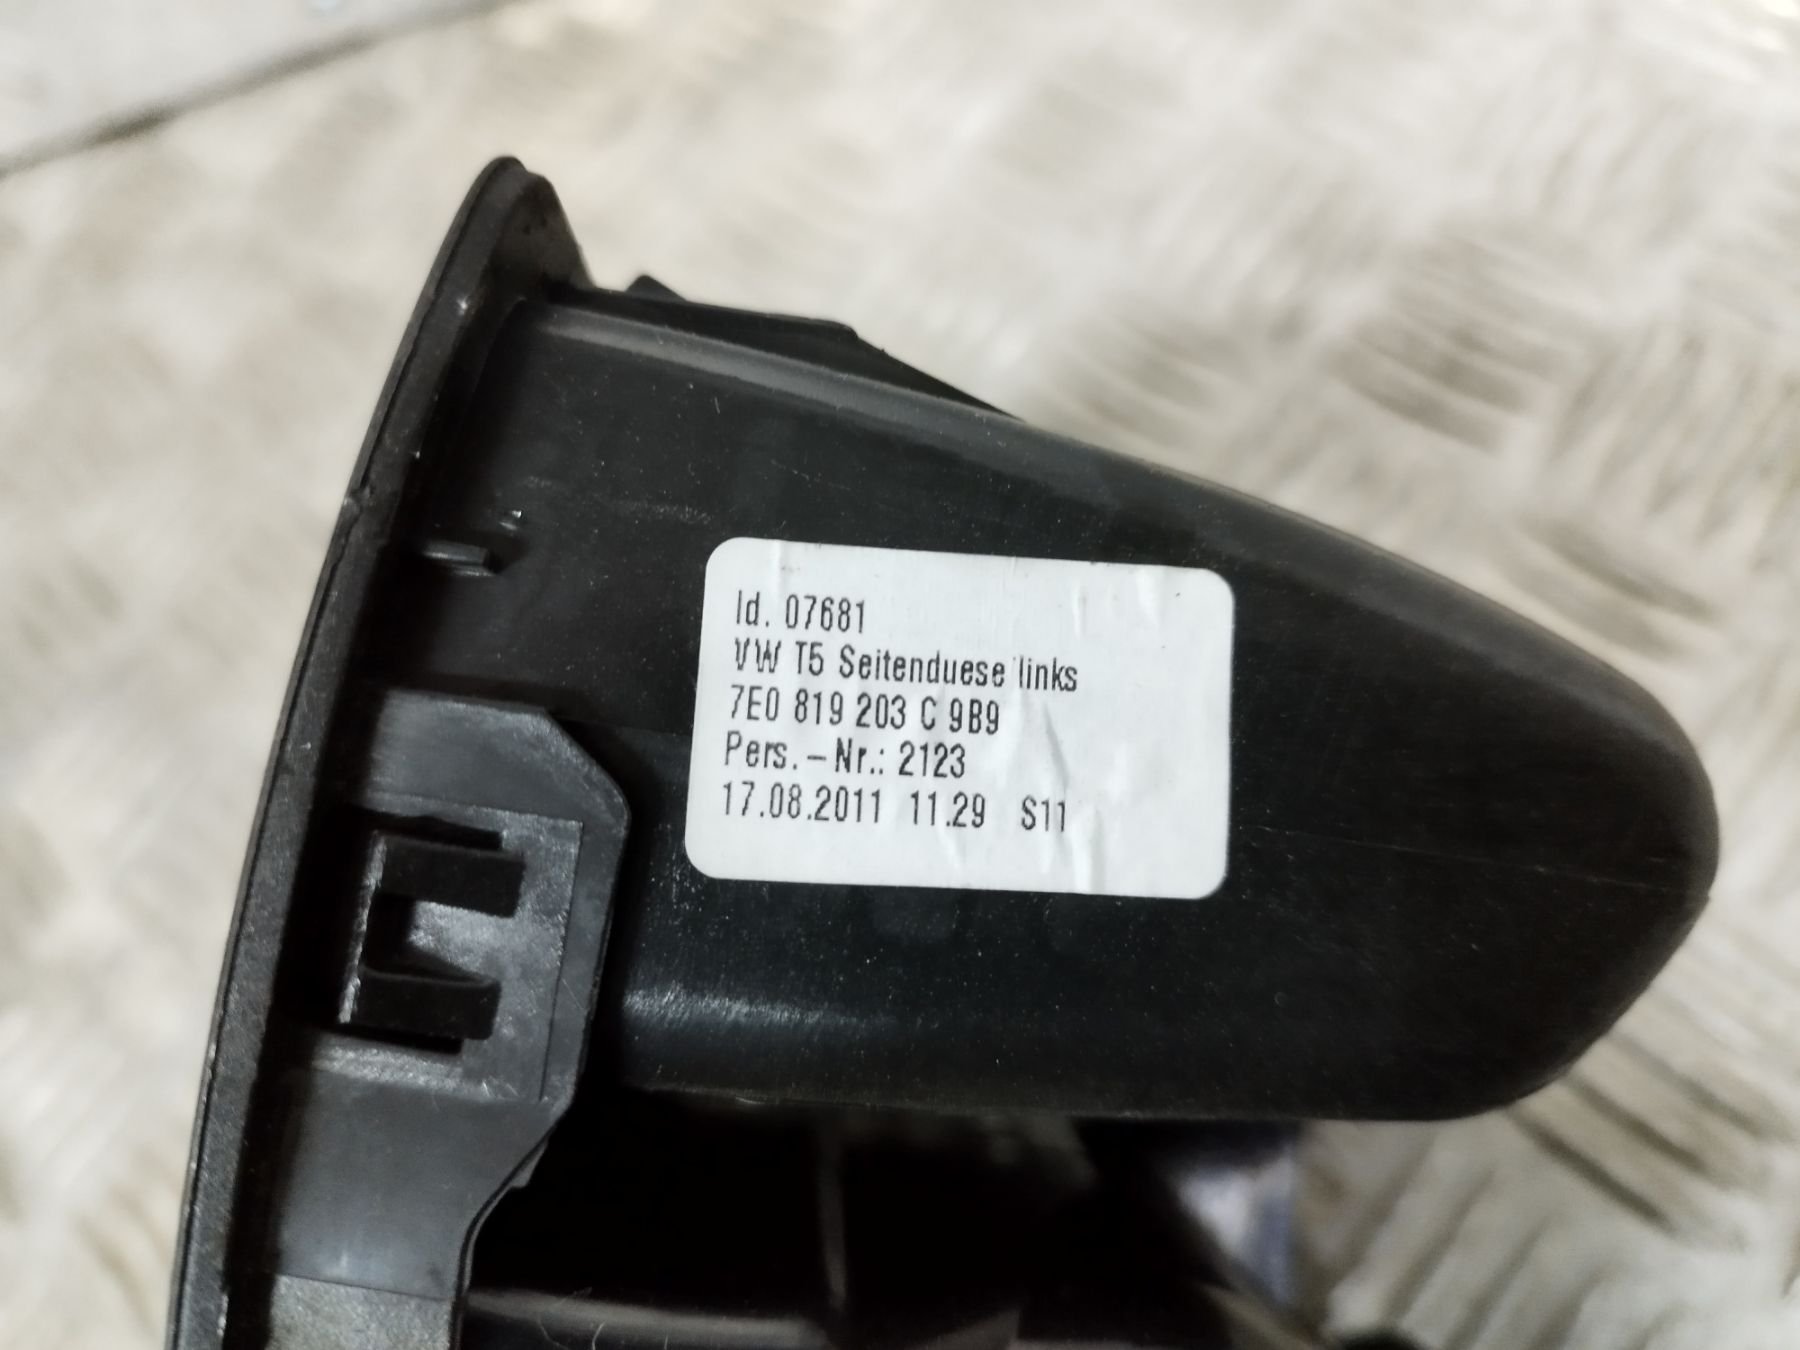 Id. 07681
VW T5 Seitenduese links
7E0 819 203 C 9B9
Pers.-Nr.: 2123
17.08.2011 11.29 S11